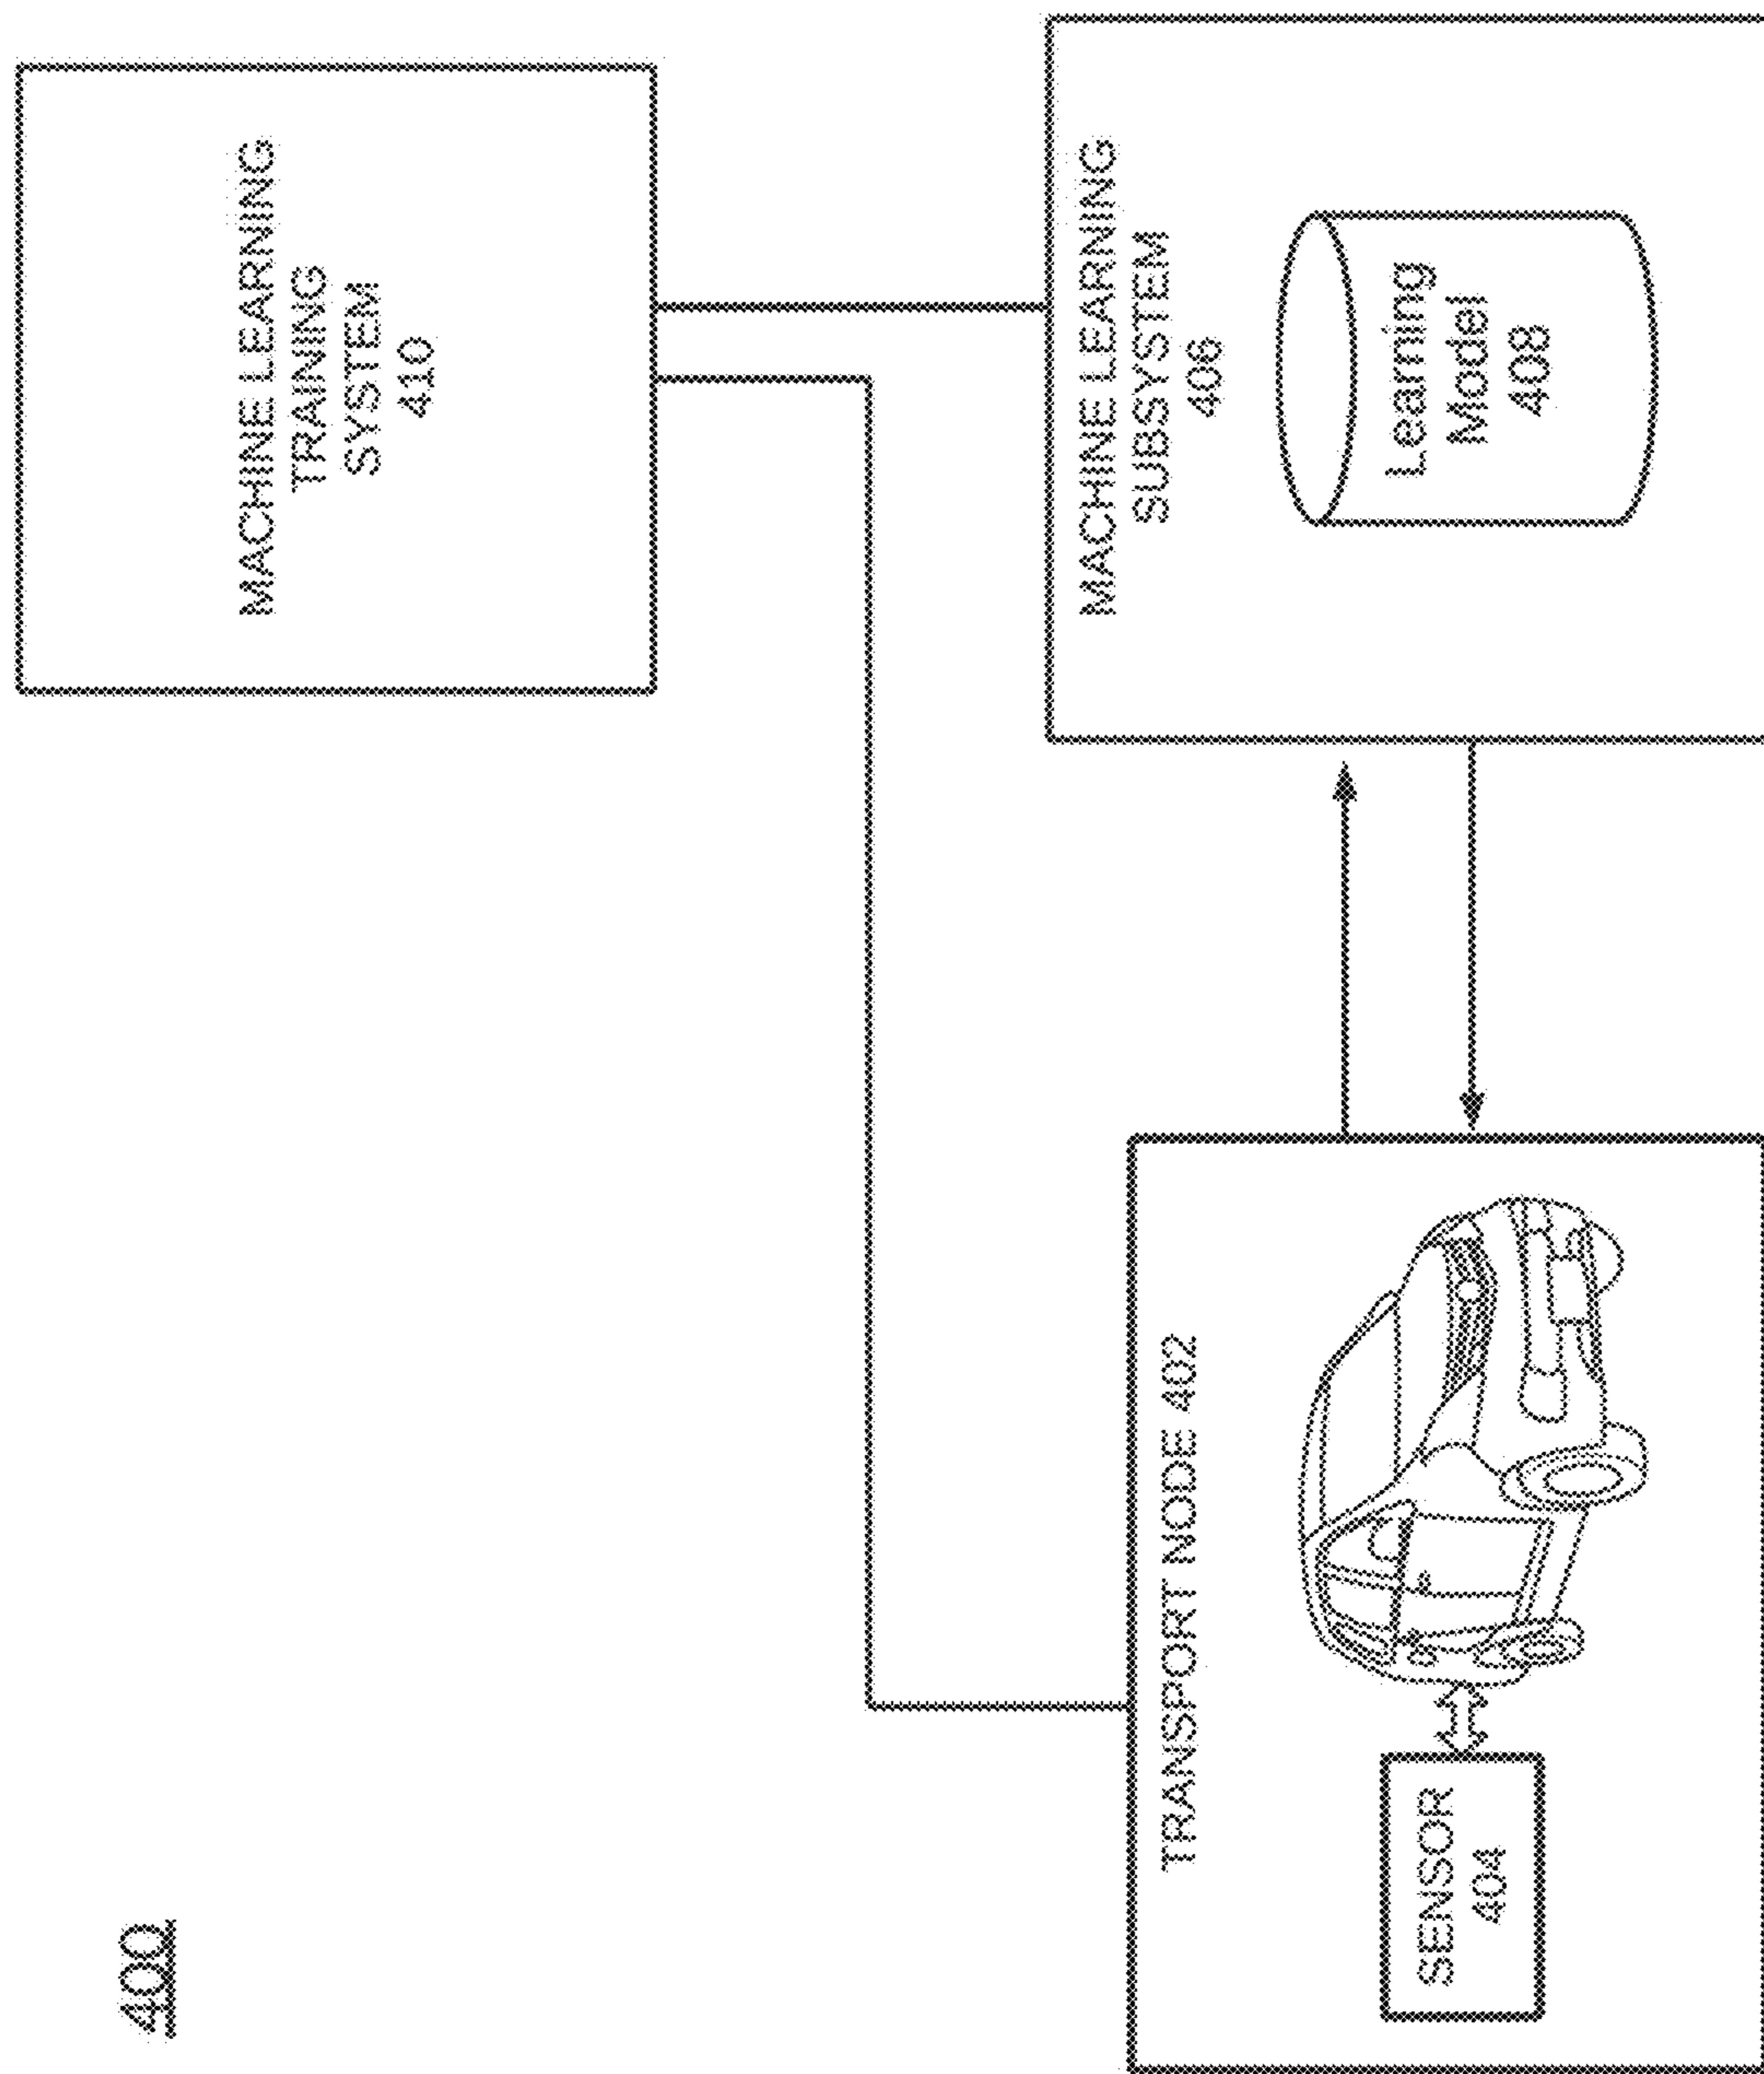 400
MACHINE LEARNING
TRAINING
SYSTEM
410
TRANSPORT NODE 402
SENSOR
404
MACHINE LEARNING
SUBSYSTEM
406
Learning
Model
408